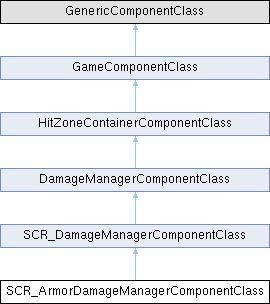 GenericComponentClass
GameComponentClass
HitZoneContainerComponentClass
DamageManagerComponentClass
SCR_DamageManagerComponentClass
SCR_ArmorDamageManagerComponentClass